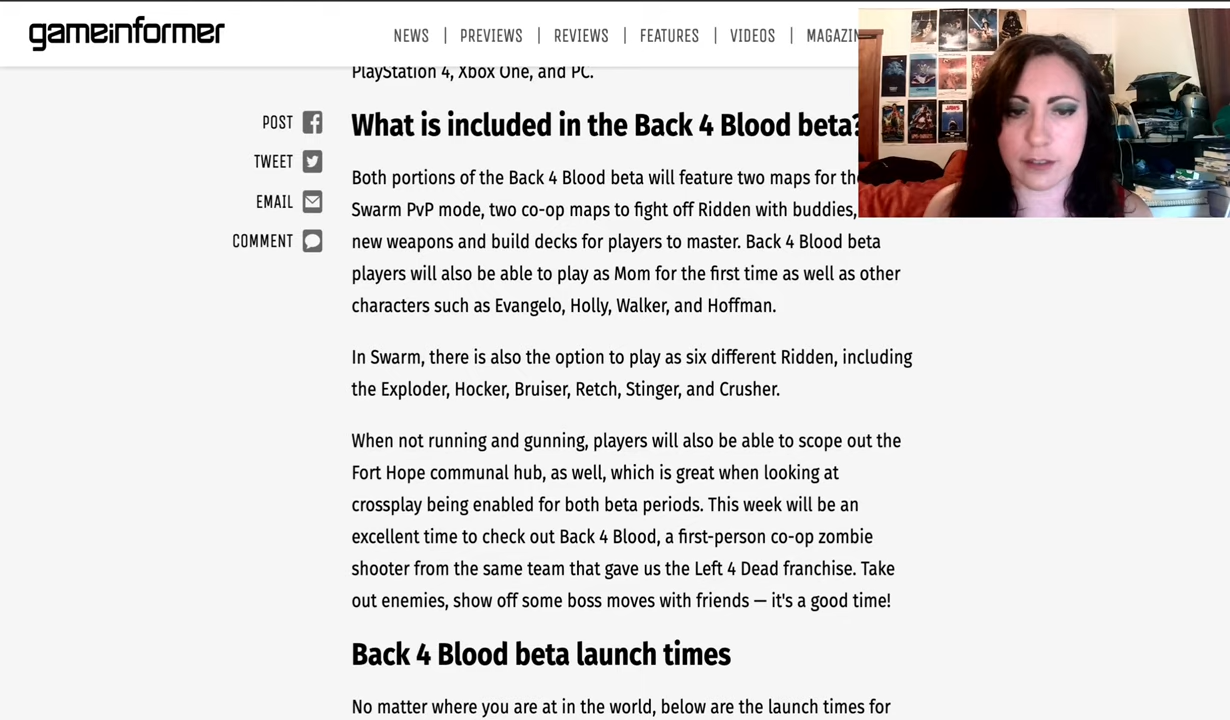 gameinformer
NEWS | PREVIEWS | REVIEWS | FEATURES | VIDEOS | MAGAZIN
PlayStation 4, Xbox One, and PC.
POST
TWEET
EMAIL
COMMENT
What is included in the Back 4 Blood beta?
Both portions of the Back 4 Blood beta will feature two maps for the
Swarm PvP mode, two co-op maps to fight off Ridden with buddies,
new weapons and build decks for players to master. Back 4 Blood beta
players will also be able to play as Mom for the first time as well as other
characters such as Evangelo, Holly, Walker, and Hoffman.
In Swarm, there is also the option to play as six different Ridden, including
the Exploder, Hocker, Bruiser, Retch, Stinger, and Crusher.
When not running and gunning, players will also be able to scope out the
Fort Hope communal hub, as well, which is great when looking at
crossplay being enabled for both beta periods. This week will be an
excellent time to check out Back 4 Blood, a first-person co-op zombie
shooter from the same team that gave us the Left 4 Dead franchise. Take
out enemies, show off some boss moves with friends — it's a good time!
Back 4 Blood beta launch times
No matter where you are at in the world, below are the launch times for
JAWS